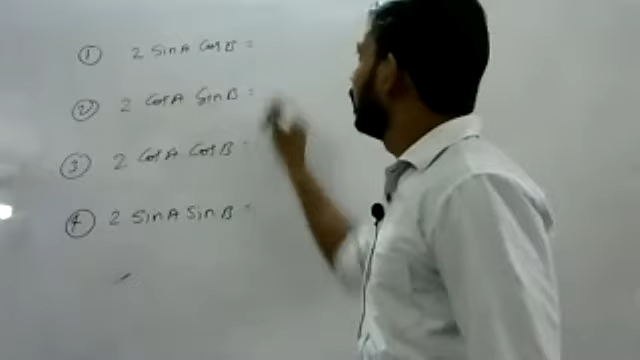 ① 2 Sin A Cos B =
② 2 Cos A Sin B =
③ 2 Cos A Cos B =
④ 2 Sin A Sin B =